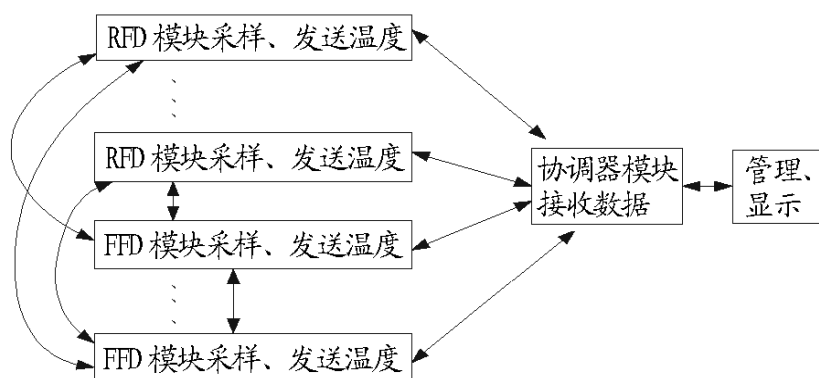 RFD 模块采样、发送温度
RFD 模块采样、发送温度
FFD 模块采样、发送温度
FFD 模块采样、发送温度
协调器模块
接收数据
管理、
显示